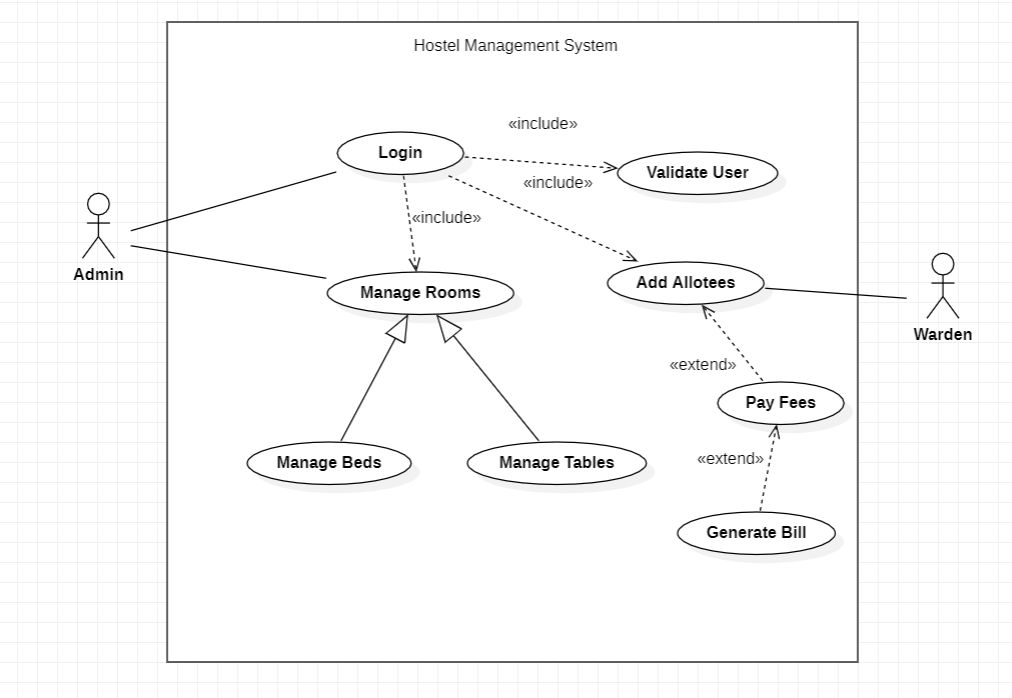 Hostel Management System
«include»
Login
Validate User
«include»
«include»
Admin
Manage Rooms
Add Allotees
Warden
«extend»
Pay Fees
«extend»
Manage Beds
Manage Tables
Generate Bill